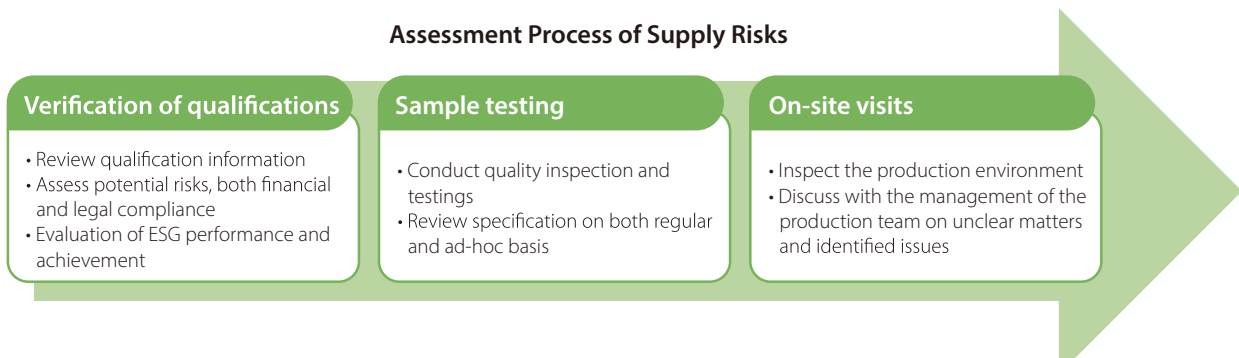 Assessment Process of Supply Risks
Verification of qualifications
• Review qualification information
• Assess potential risks, both financial
and legal compliance
• Evaluation of ESG performance and
achievement
Sample testing
• Conduct quality inspection and
testings
• Review specification on both regular
and ad-hoc basis
On-site visits
• Inspect the production environment
• Discuss with the management of the
production team on unclear matters
and identified issues